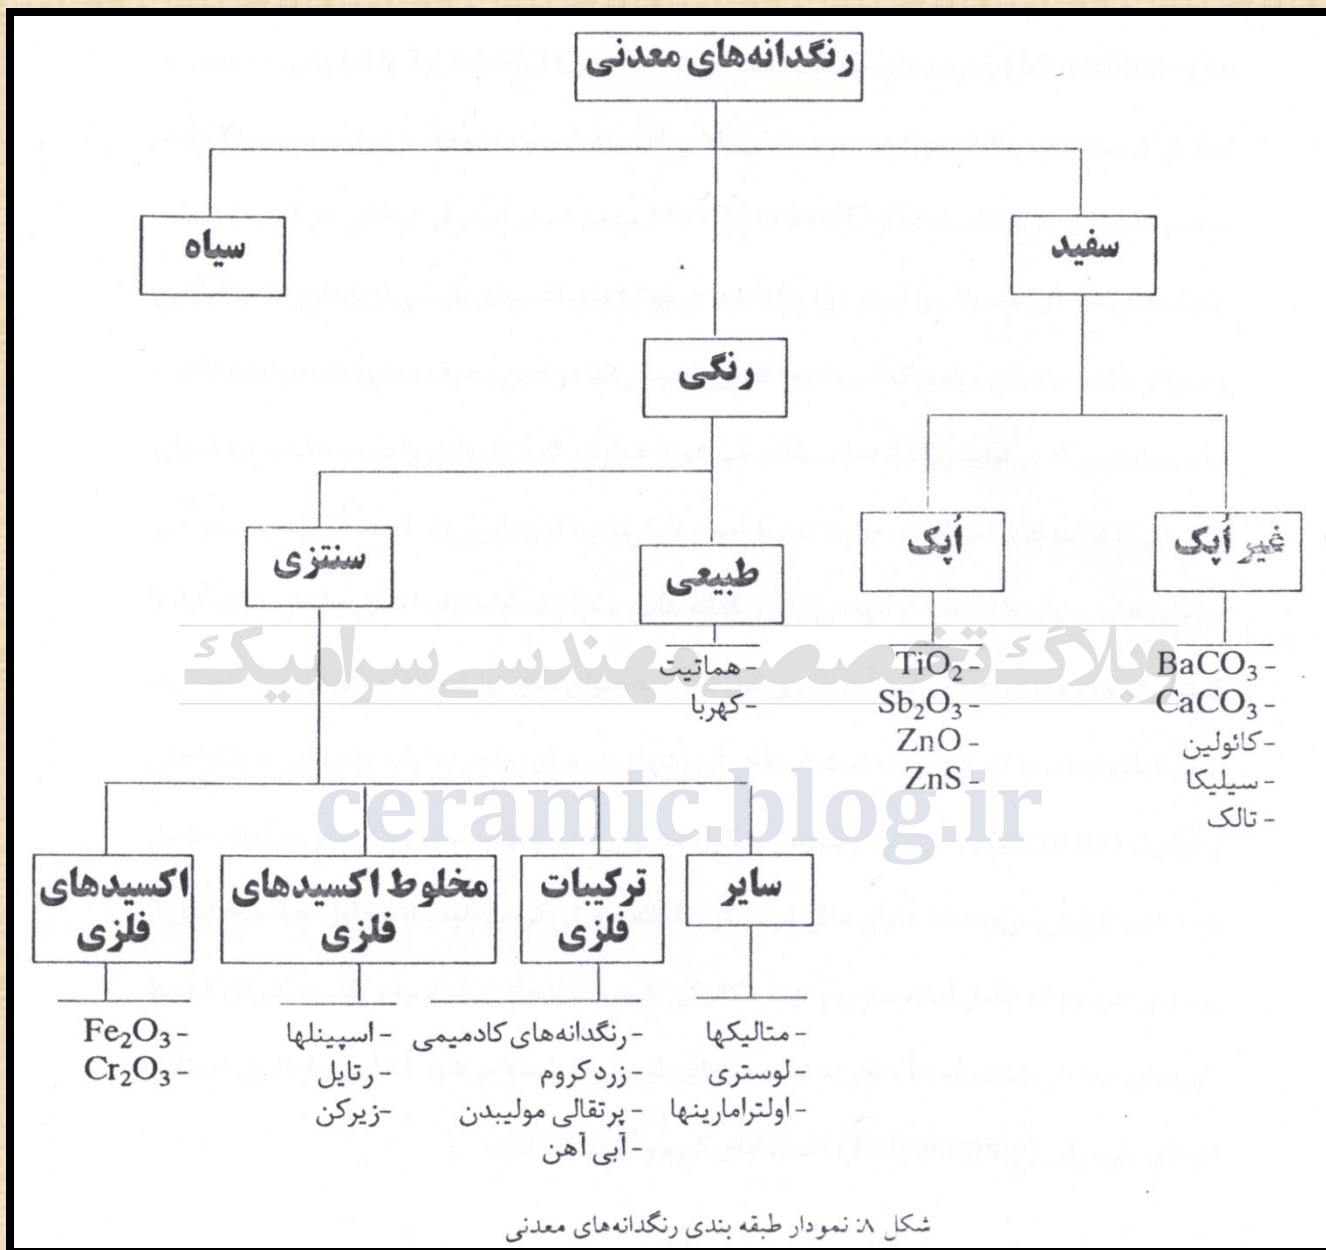 رنگدانه‌های معدنی
سفید
سیاه
رنگی
غیر اُپک
اُپک
طبیعی
سنتزی
- BaCO₃
- CaCO₃
- کائولین
- سیلیکا
- تالک
- TiO₂
- Sb₂O₃
- ZnO
- ZnS
- هماتیت
- کهربا
وبلاگ تخصصی مهندسی سرامیک
ceramic.blog.ir
سایر
ترکیبات
فلزی
مخلوط اکسیدهای
فلزی
اکسیدهای
فلزی
- متالیکها
- لوستری
- اولترامارینها
- رنگدانه‌های کادمیمی
- زرد کروم
- پرتقالی مولیبدن
- آبی آهن
- اسپینلها
- رتایل
- زیرکن
- Fe₂O₃
- Cr₂O₃
شکل ۸: نمودار طبقه بندی رنگدانه‌های معدنی